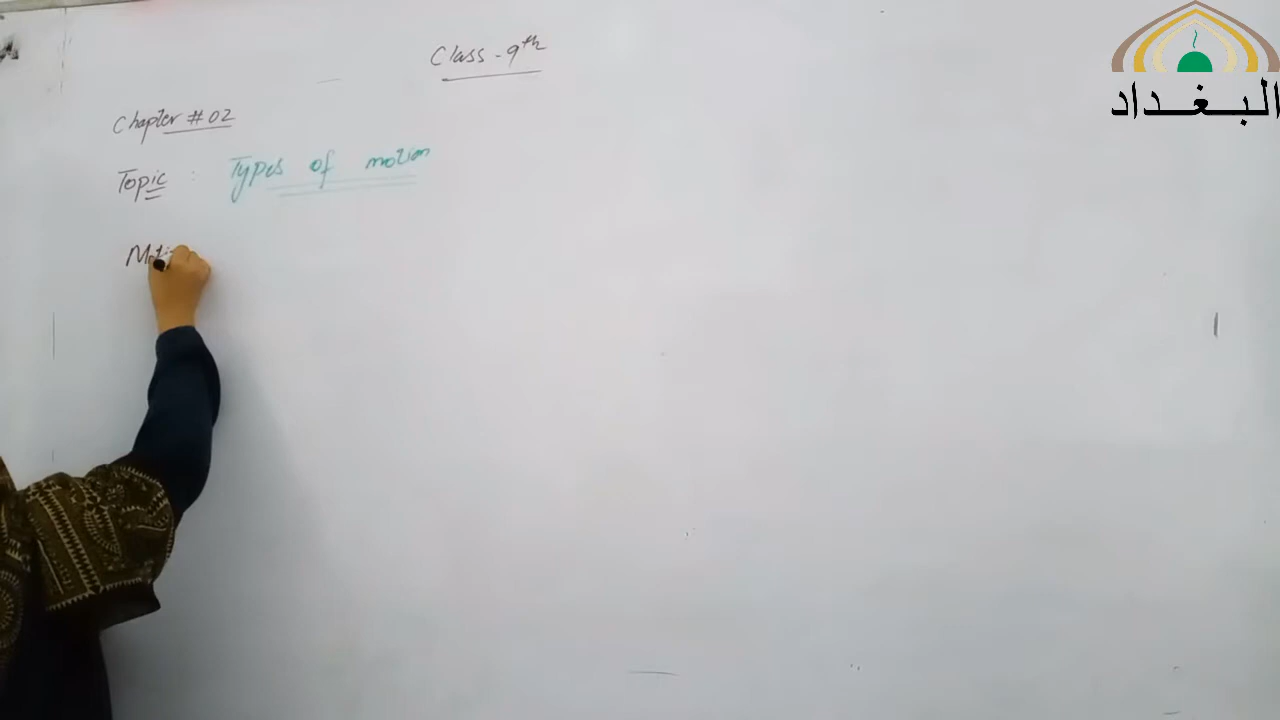 Class - 9th
البغداد
Chapter # 02
Topic : Types of motion